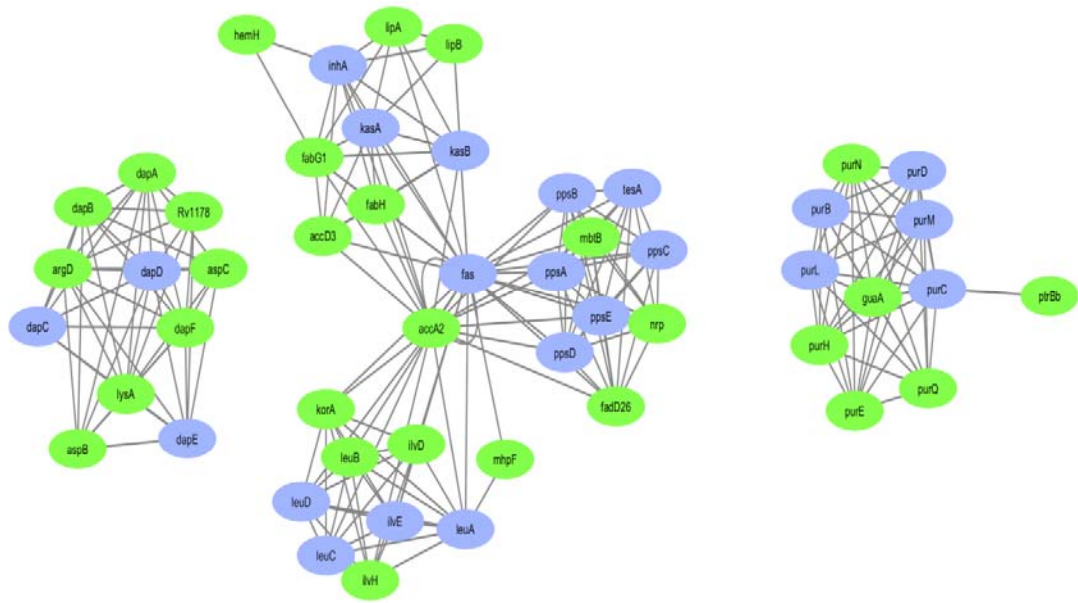 lipA
hemH
lipB
inhA
kasA
kasB
fabG1
fabH
accD3
dapA
dapB
Rv1178
argD
dapD
aspC
dapC
dapF
lysA
aspB
dapE
ppsB
tesA
mbtB
ppsC
fas
ppsA
ppsE
nrp
accA2
ppsD
fadD26
korA
ilvD
leuB
mhpF
leuD
ilvE
leuA
leuC
ilvH
purN
purD
purB
purM
purL
guaA
purC
ptrBb
purH
purQ
purE